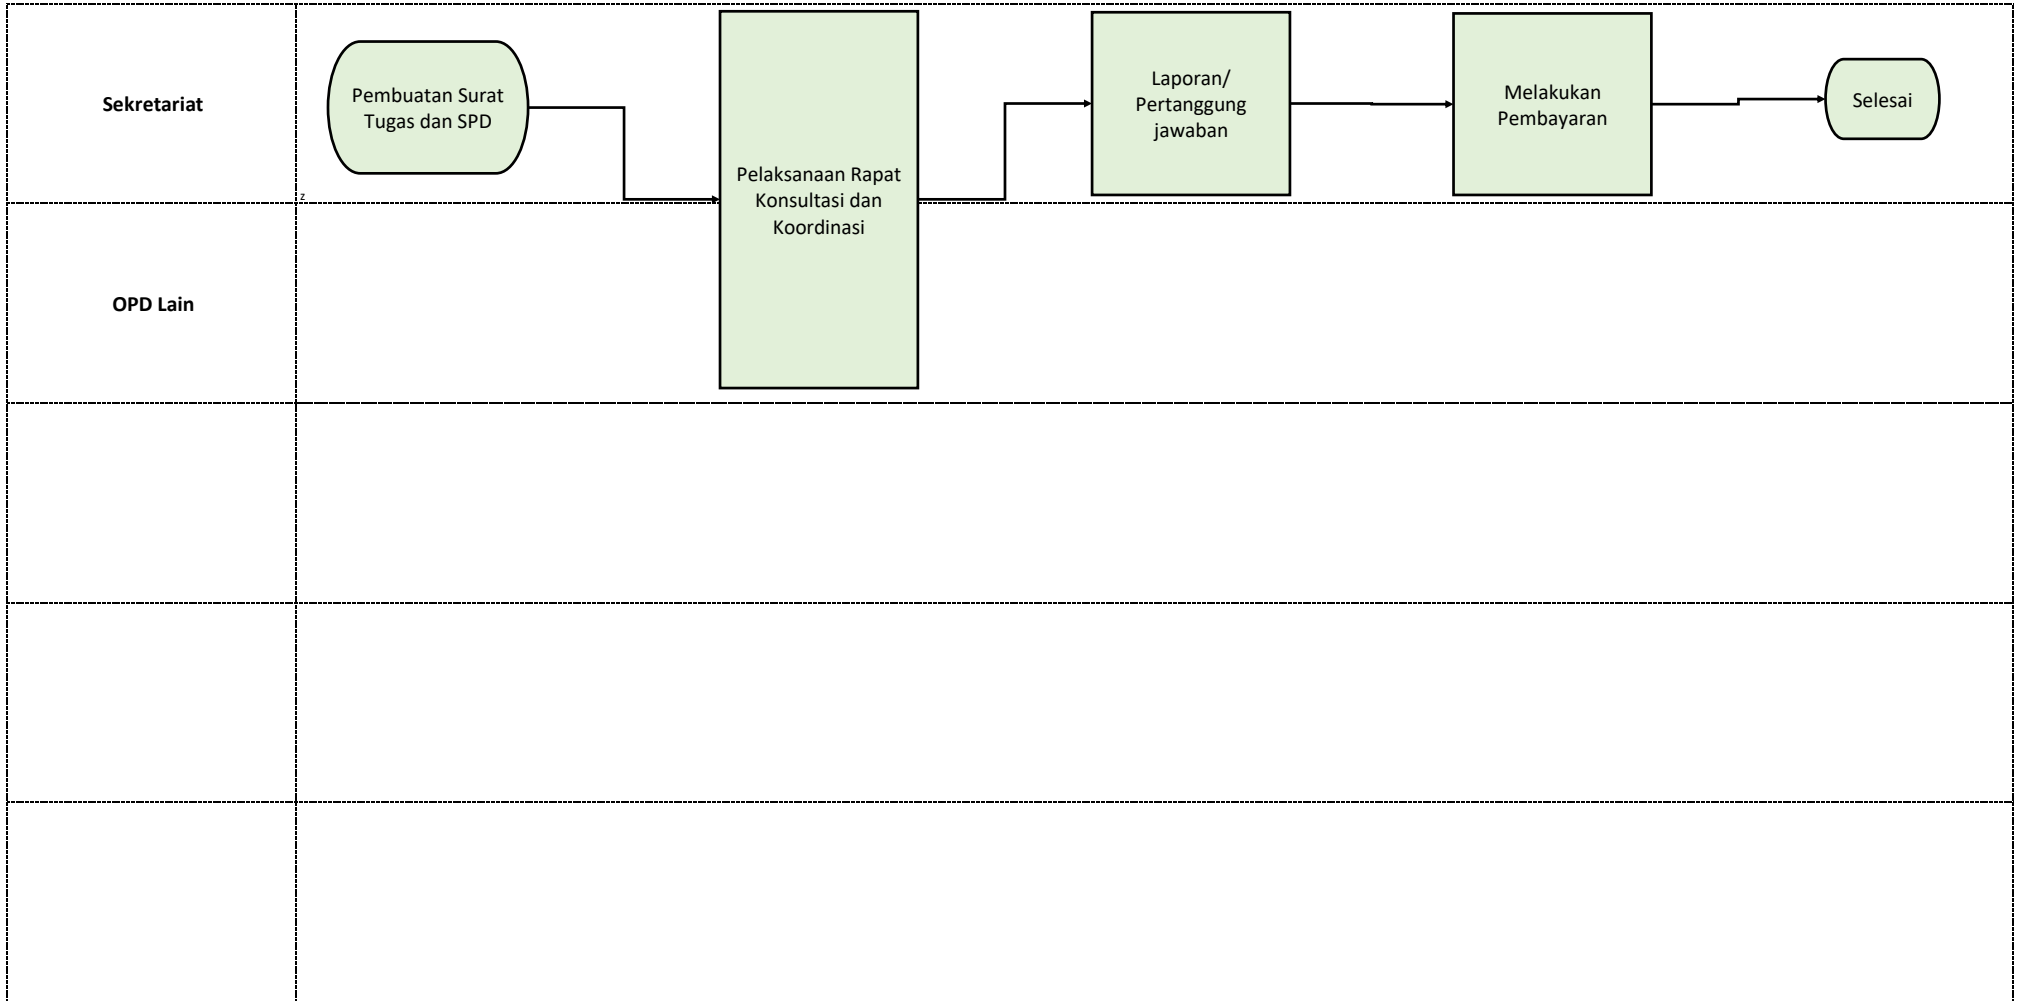 Sekretariat
Pembuatan Surat
Tugas dan SPD
z
Pelaksanaan Rapat
Konsultasi dan
Koordinasi
Laporan/
Pertanggung
jawaban
Melakukan
Pembayaran
Selesai
OPD Lain